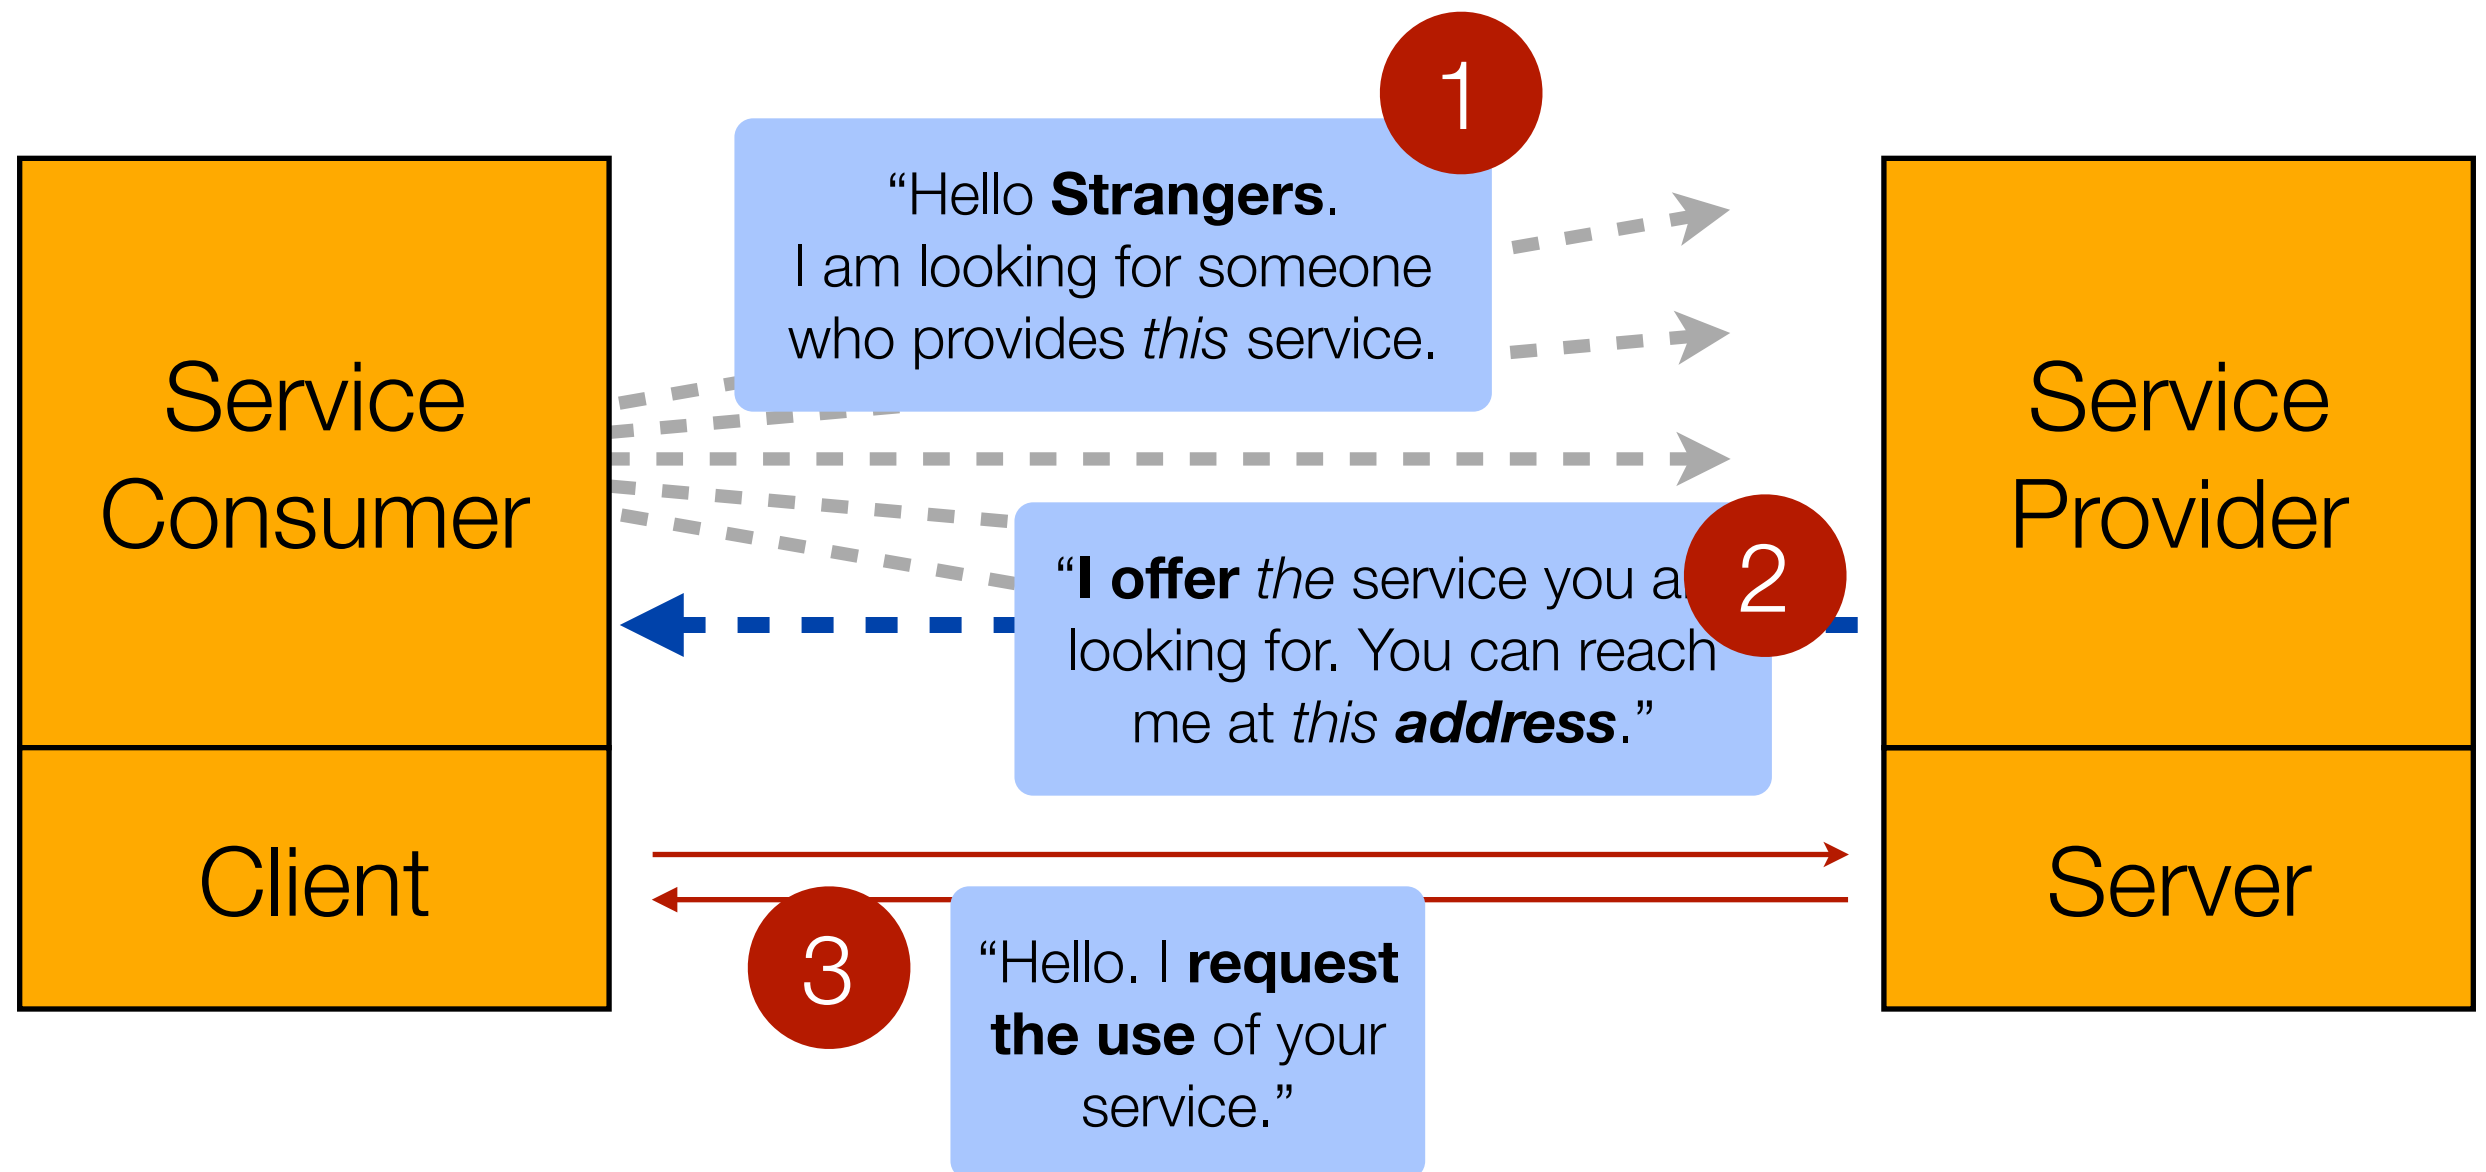 1
“Hello Strangers.
I am looking for someone
who provides this service.
Service
Consumer
Service
Provider
2
“I offer the service you
looking for. You can reach
me at this address.”
Client
Server
3
“Hello. I request
the use of your
service.”